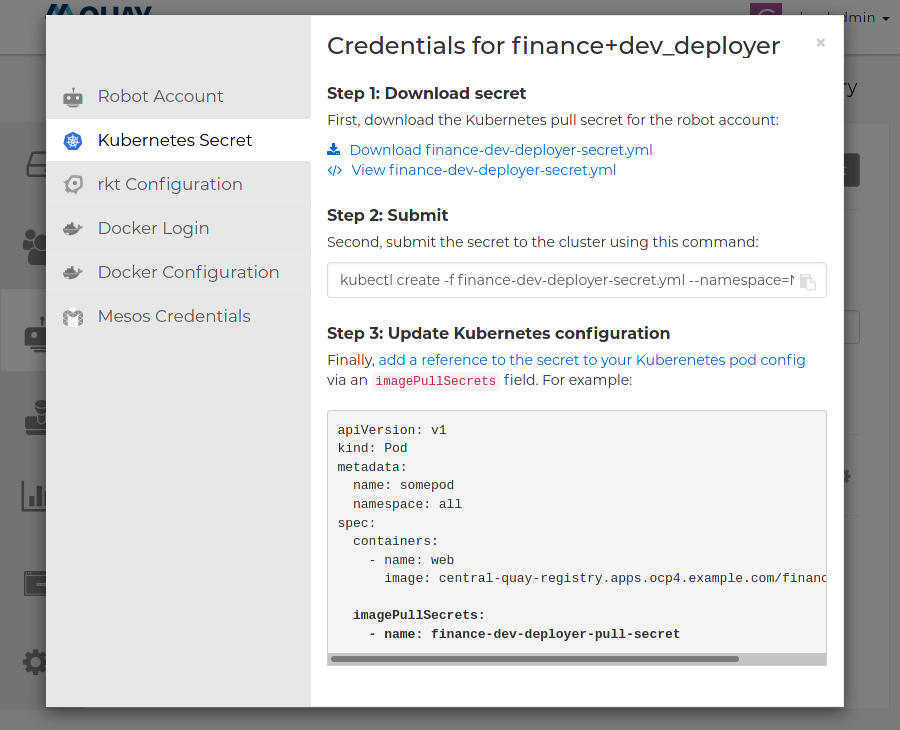 QUAY
Credentials for finance+dev_deployer
×
Robot Account
Kubernetes Secret
rkt Configuration
Docker Login
Docker Configuration
Mesos Credentials
Step 1: Download secret
First, download the Kubernetes pull secret for the robot account:
Download finance-dev-deployer-secret.yml
</> View finance-dev-deployer-secret.yml
Step 2: Submit
Second, submit the secret to the cluster using this command:
kubectl create -f finance-dev-deployer-secret.yml --namespace=N
Step 3: Update Kubernetes configuration
Finally, add a reference to the secret to your Kuberenetes pod config
via an imagePullSecrets field. For example:
apiVersion: v1
kind: Pod
metadata:
  name: somepod
  namespace: all
spec:
  containers:
    - name: web
      image: central-quay-registry.apps.ocp4.example.com/financ
  imagePullSecrets:
    - name: finance-dev-deployer-pull-secret